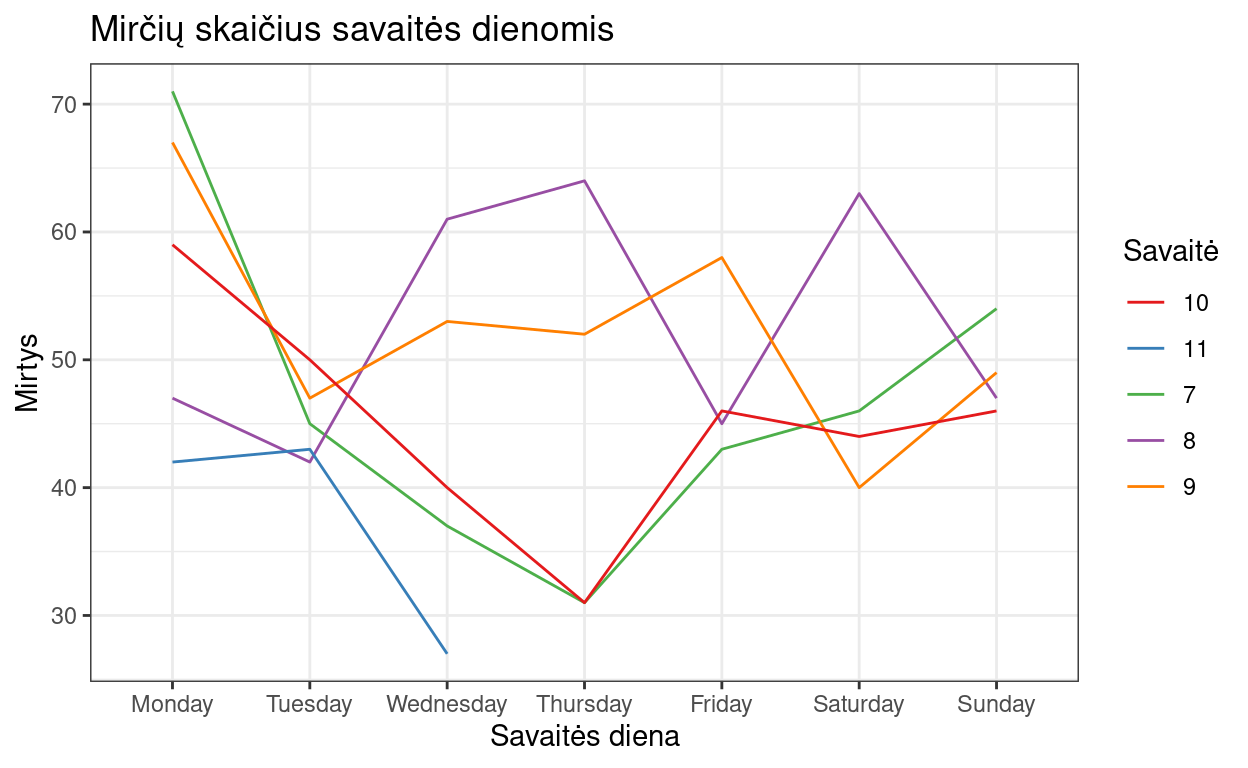 Mirčių skaičius savaitės dienomis
Mirtys
70
60
50
40
30
Monday Tuesday Wednesday Thursday Friday Saturday Sunday
Savaitės diena
Savaitė
10
11
7
8
9